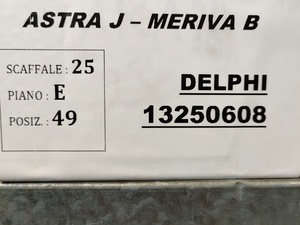 ASTRA J – MERIVA B
SCAFFALE : 25
PIANO : E
POSIZ. : 49
DELPHI
13250608